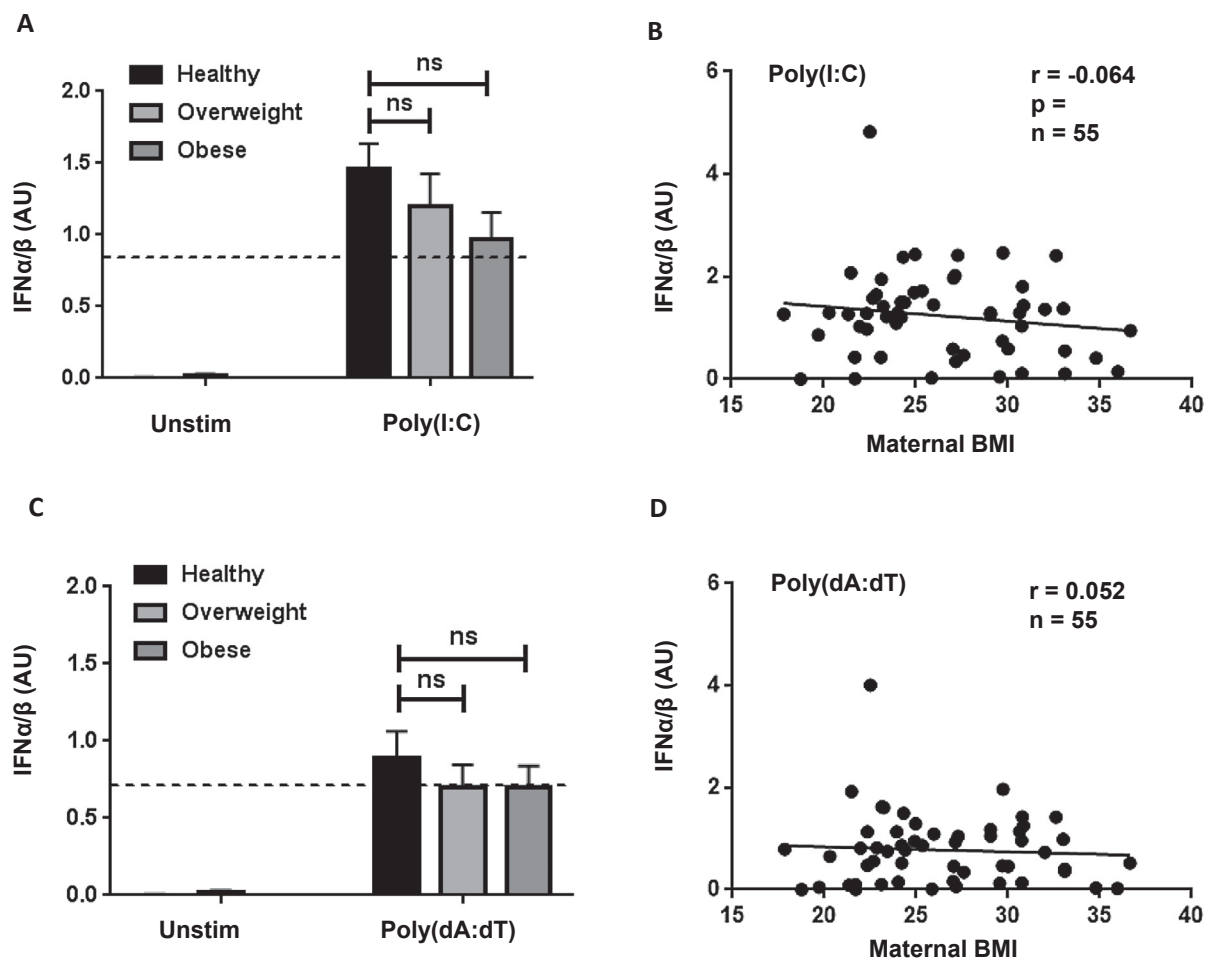 A
Healthy
Overweight
Obese
ns
ns
IFNα/β (AU)
2.0
1.5
1.0
0.5
0.0
Unstim
Poly(I:C)
B
Poly(I:C)
r = -0.064
p =
n = 55
IFNα/β (AU)
6
4
2
0
15 20 25 30 35 40
Maternal BMI
C
Healthy
Overweight
Obese
ns
ns
IFNα/β (AU)
2.0
1.5
1.0
0.5
0.0
Unstim
Poly(dA:dT)
D
Poly(dA:dT)
r = 0.052
n = 55
IFNα/β (AU)
6
4
2
0
15 20 25 30 35 40
Maternal BMI